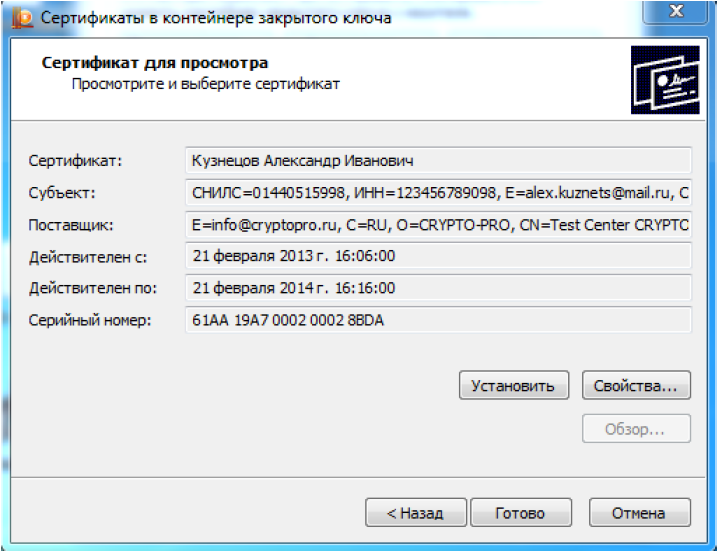 Сертификаты в контейнере закрытого ключа
Сертификат для просмотра
Просмотрите и выберите сертификат
Сертификат: Кузнецов Александр Иванович
Субъект: СНИЛС=01440515998, ИНН=123456789098, E=alex.kuznets@mail.ru, C
Поставщик: E=info@cryptopro.ru, C=RU, O=CRYPTO-PRO, CN=Test Center CRYPTO
Действителен с: 21 февраля 2013 г. 16:06:00
Действителен по: 21 февраля 2014 г. 16:16:00
Серийный номер: 61AA 19A7 0002 0002 8BDA
Установить Свойства...
Обзор...
< Назад Готово Отмена